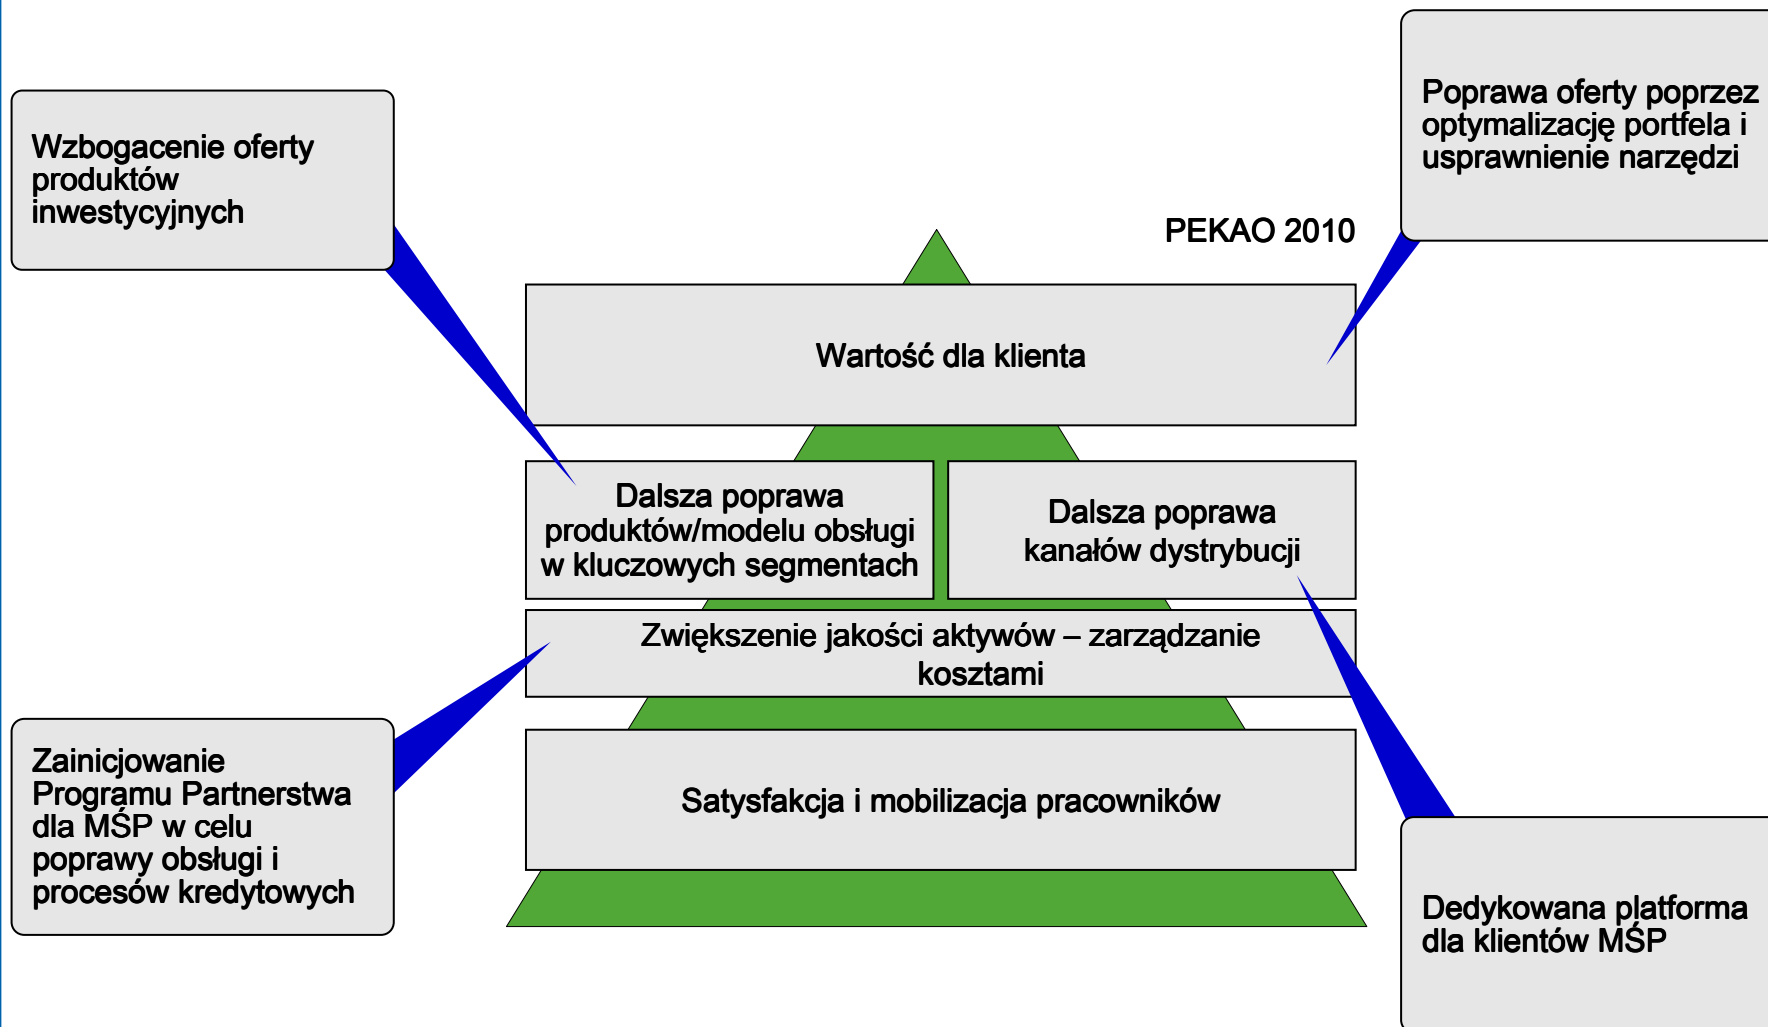 Poprawa oferty poprzez
optymalizację portfela i
usprawnienie narzędzi
Wzbogacenie oferty
produktów
inwestycyjnych
PEKAO 2010
Wartość dla klienta
Dalsza poprawa
produktów/modelu obsługi
w kluczowych segmentach
Dalsza poprawa
kanałów dystrybucji
Zwiększenie jakości aktywów – zarządzanie
kosztami
Zainicjowanie
Programu Partnerstwa
dla MŚP w celu
poprawy obsługi i
procesów kredytowych
Satysfakcja i mobilizacja pracowników
Dedykowana platforma
dla klientów MŚP